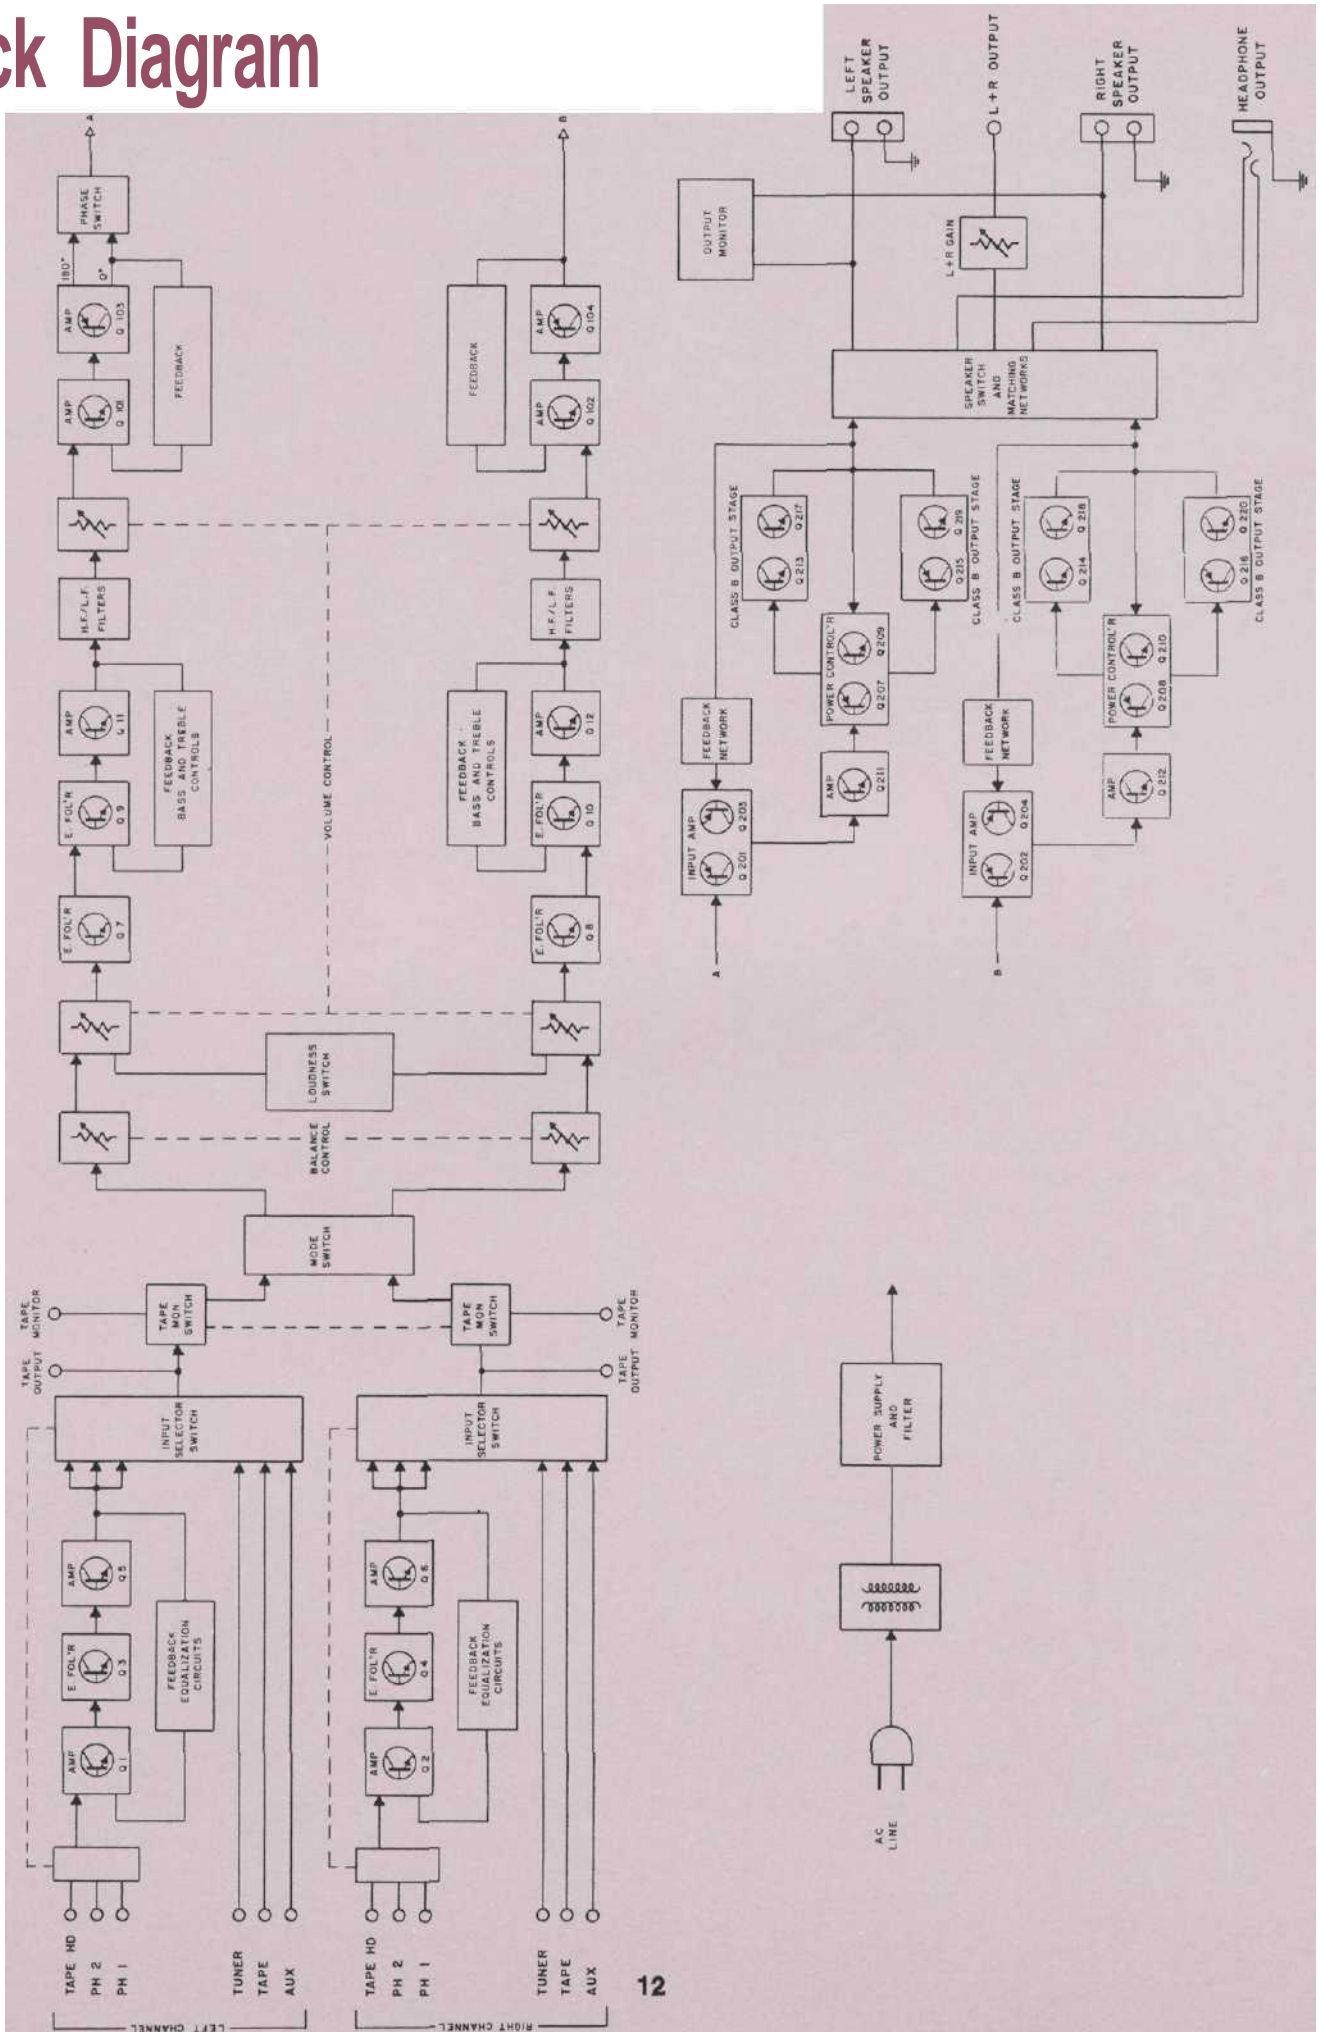 ck Diagram
LEFT CHANNEL
TAPE HD
PH 2
PH 1
TUNER
TAPE
AUX
AMP
Q 1
E. FOL'R
Q 3
AMP
Q 5
FEEDBACK
EQUALIZATION
CIRCUITS
INPUT
SELECTOR
SWITCH
TAPE
OUTPUT
TAPE
MONITOR
TAPE
MON
SWITCH
RIGHT CHANNEL
TAPE HD
PH 2
PH 1
TUNER
TAPE
AUX
AMP
Q 2
E. FOL'R
Q 4
AMP
Q 6
FEEDBACK
EQUALIZATION
CIRCUITS
INPUT
SELECTOR
SWITCH
TAPE
OUTPUT
TAPE
MONITOR
TAPE
MON
SWITCH
MODE
SWITCH
BALANCE
CONTROL
LOUDNESS
SWITCH
VOLUME CONTROL
E. FOL'R
Q 7
E. FOL'R
Q 9
AMP
Q 11
FEEDBACK
BASS AND TREBLE
CONTROLS
H.F./L.F.
FILTERS
AMP
Q 101
AMP
Q 103
FEEDBACK
180°
0°
PHASE
SWITCH
A
E. FOL'R
Q 8
E. FOL'R
Q 10
AMP
Q 12
FEEDBACK
BASS AND TREBLE
CONTROLS
H.F./L.F.
FILTERS
AMP
Q 102
AMP
Q 104
FEEDBACK
B
A
INPUT AMP
Q 201
Q 203
FEEDBACK
NETWORK
AMP
Q 211
POWER CONTROL'R
Q 207
Q 209
CLASS B OUTPUT STAGE
Q 213
Q 217
Q 215
Q 219
CLASS B OUTPUT STAGE
B
INPUT AMP
Q 202
Q 204
FEEDBACK
NETWORK
AMP
Q 212
POWER CONTROL'R
Q 208
Q 210
CLASS B OUTPUT STAGE
Q 214
Q 218
Q 216
Q 220
CLASS B OUTPUT STAGE
SPEAKER
SWITCH
AND
MATCHING
NETWORKS
OUTPUT
MONITOR
L+R GAIN
LEFT
SPEAKER
OUTPUT
L + R OUTPUT
RIGHT
SPEAKER
OUTPUT
HEADPHONE
OUTPUT
AC
LINE
POWER SUPPLY
AND
FILTER
12